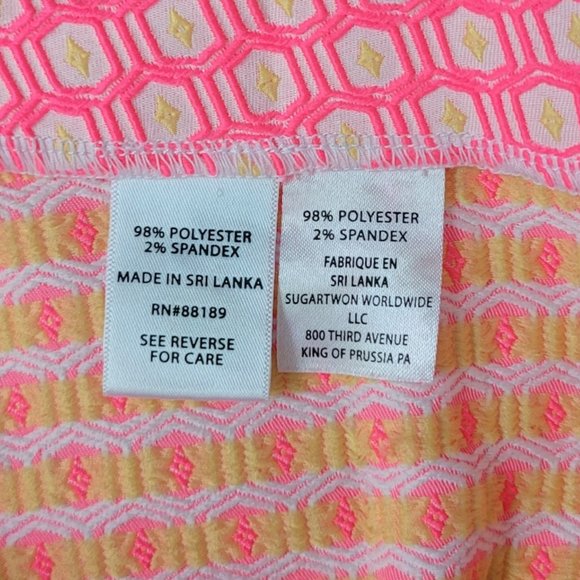 98% POLYESTER
2% SPANDEX
MADE IN SRI LANKA
RN#88189
SEE REVERSE
FOR CARE
98% POLYESTER
2% SPANDEX
FABRIQUE EN
SRI LANKA
SUGARTWON WORLDWIDE
LLC
800 THIRD AVENUE
KING OF PRUSSIA PA